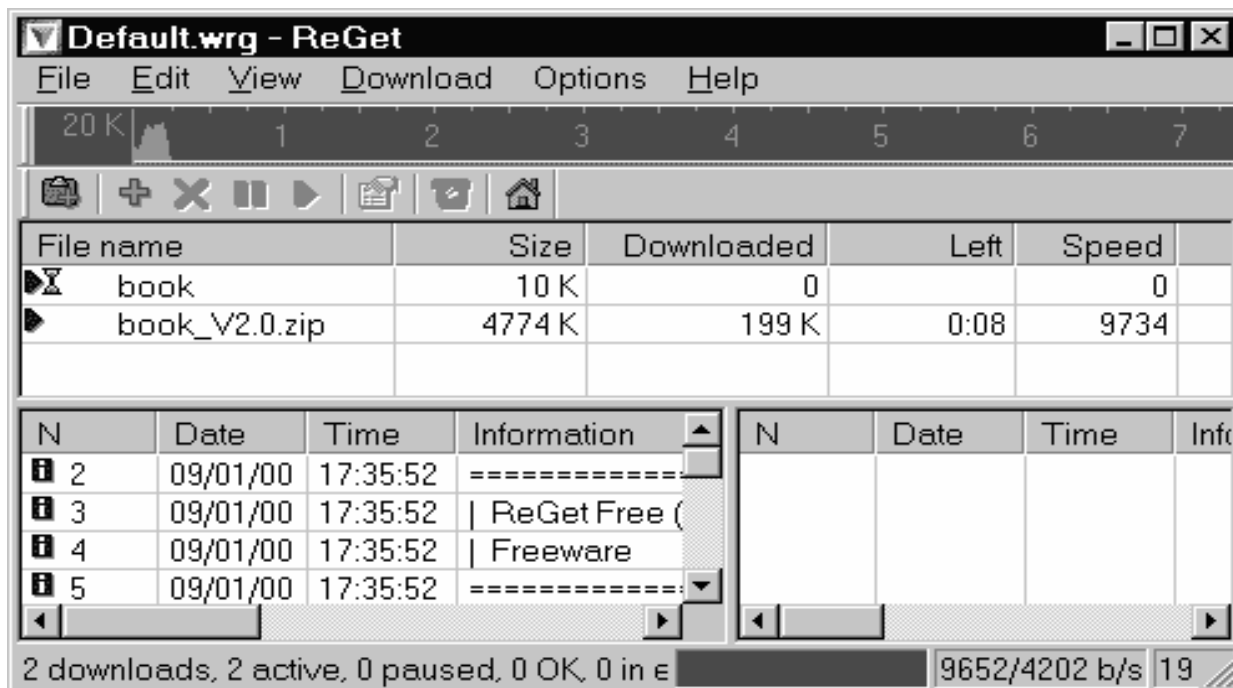 Default.wrg - ReGet
File Edit View Download Options Help
20 K 1 2 3 4 5 6 7
File name Size Downloaded Left Speed
book 10 K 0 0
book_V2.0.zip 4774 K 199 K 0:08 9734
N Date Time Information
2 09/01/00 17:35:52 =============
3 09/01/00 17:35:52 | ReGet Free (
4 09/01/00 17:35:52 | Freeware
5 09/01/00 17:35:52 =============
N Date Time Info
2 downloads, 2 active, 0 paused, 0 OK, 0 in e 9652/4202 b/s 19